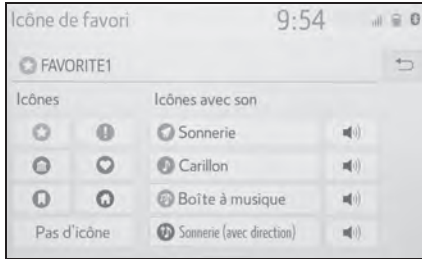 Icône de favori 9:54
FAVORITE1
Icônes Icônes avec son
Sonnerie
Carillon
Boîte à musique
Pas d'icône Sonnerie (avec direction)